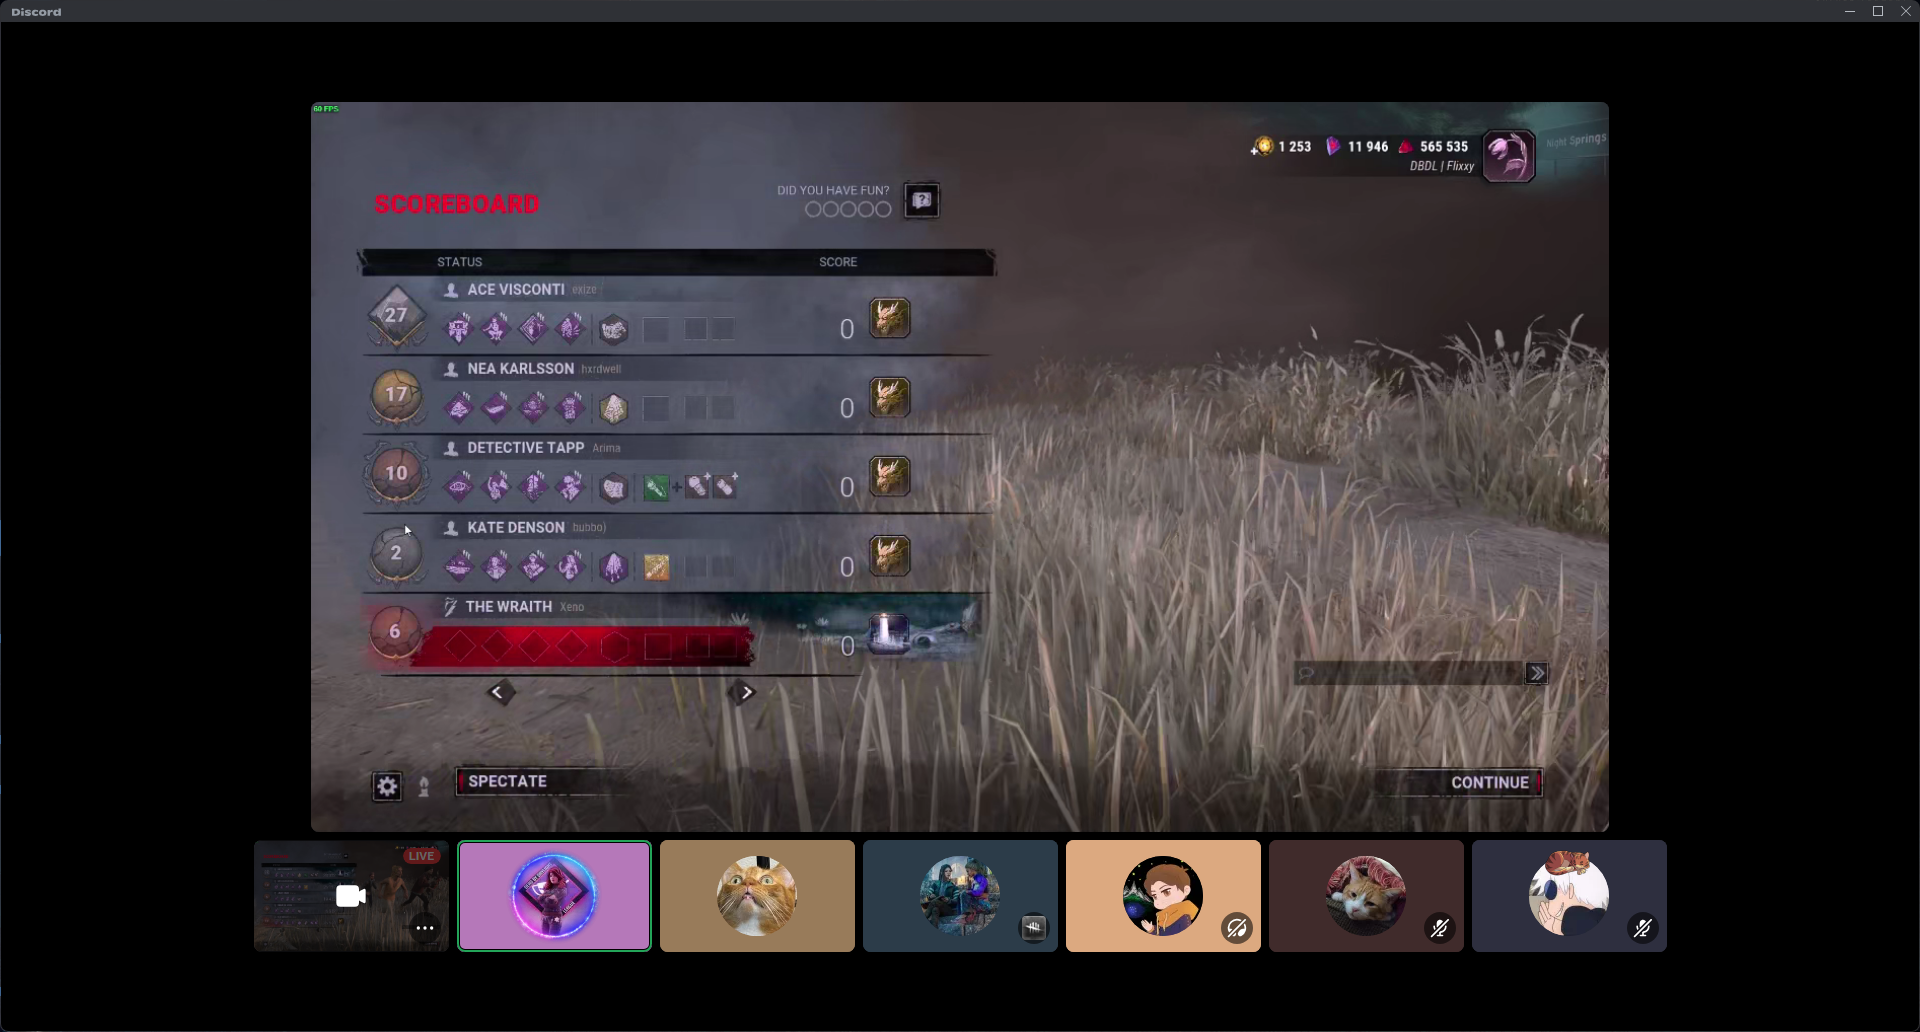 Discord
60 FPS
1 253
11 946
565 535
DBDL | Flixxy
Night Springs
SCOREBOARD
DID YOU HAVE FUN?
?
STATUS
SCORE
27
ACE VISCONTI exize
0
17
NEA KARLSSON hxrdwell
0
10
DETECTIVE TAPP Arima
0
2
KATE DENSON bubbo)
0
6
THE WRAITH Xeno
0
SPECTATE
CONTINUE
LIVE